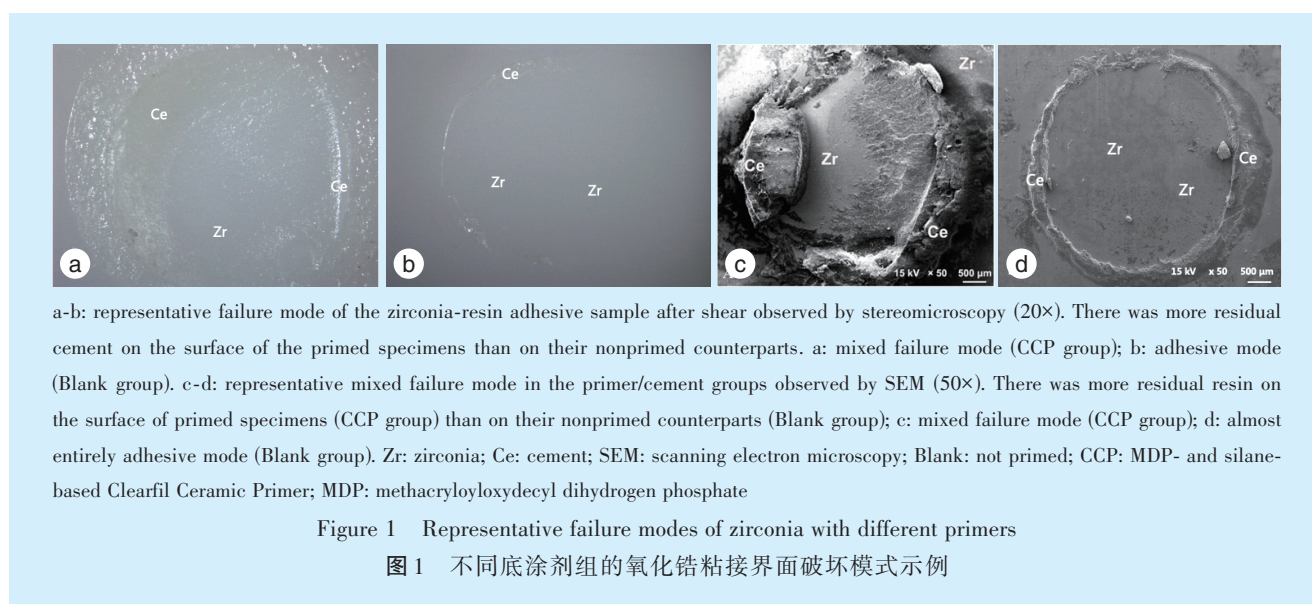 Ce
Ce
Zr
a
Ce
Zr
Zr
b
Zr
Ce
Zr
Ce
15 kV × 50 500 μm
c
Zr
Ce
Ce
Zr
15 kV x 50 500 μm
d
a-b: representative failure mode of the zirconia-resin adhesive sample after shear observed by stereomicroscopy (20×). There was more residual
cement on the surface of the primed specimens than on their nonprimed counterparts. a: mixed failure mode (CCP group); b: adhesive mode
(Blank group). c-d: representative mixed failure mode in the primer/cement groups observed by SEM (50×). There was more residual resin on
the surface of primed specimens (CCP group) than on their nonprimed counterparts (Blank group); c: mixed failure mode (CCP group); d: almost
entirely adhesive mode (Blank group). Zr: zirconia; Ce: cement; SEM: scanning electron microscopy; Blank: not primed; CCP: MDP- and silane-
based Clearfil Ceramic Primer; MDP: methacryloyloxydecyl dihydrogen phosphate
Figure 1 Representative failure modes of zirconia with different primers
图1 不同底涂剂组的氧化锆粘接界面破坏模式示例